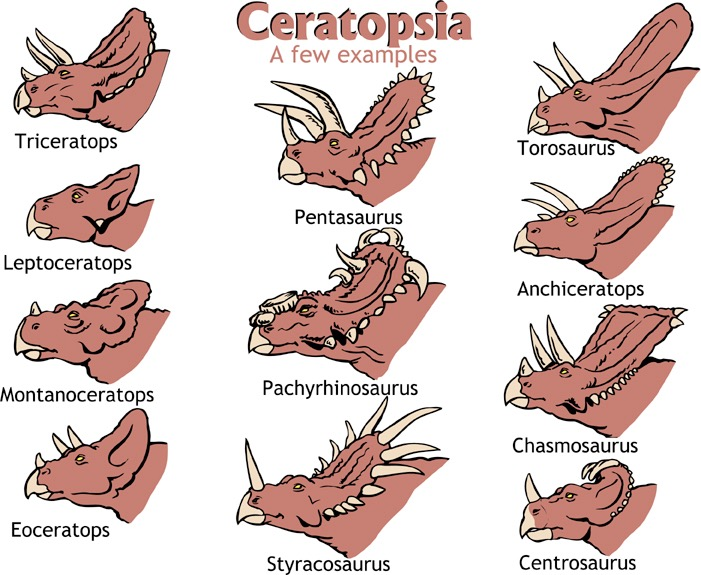 Ceratopsia
A few examples
Triceratops
Leptoceratops
Montanoceratops
Eoceratops
Pentasaurus
Pachyrhinosaurus
Styracosaurus
Torosaurus
Anchiceratops
Chasmosaurus
Centrosaurus